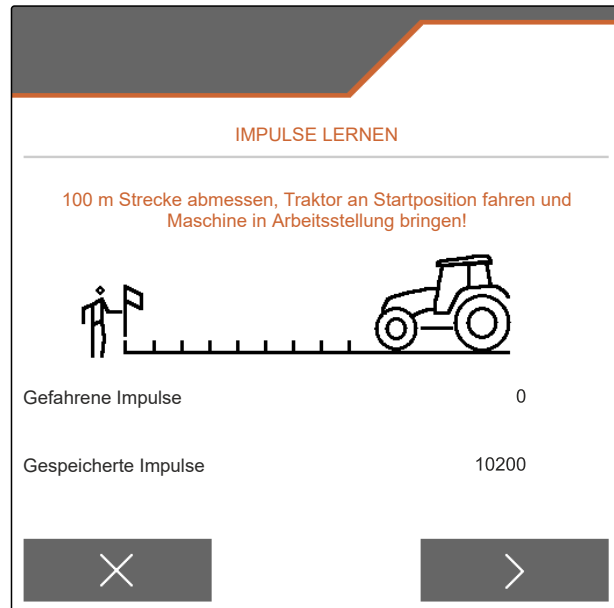 IMPULSE LERNEN
100 m Strecke abmessen, Traktor an Startposition fahren und
Maschine in Arbeitsstellung bringen!
Gefahrene Impulse 0
Gespeicherte Impulse 10200